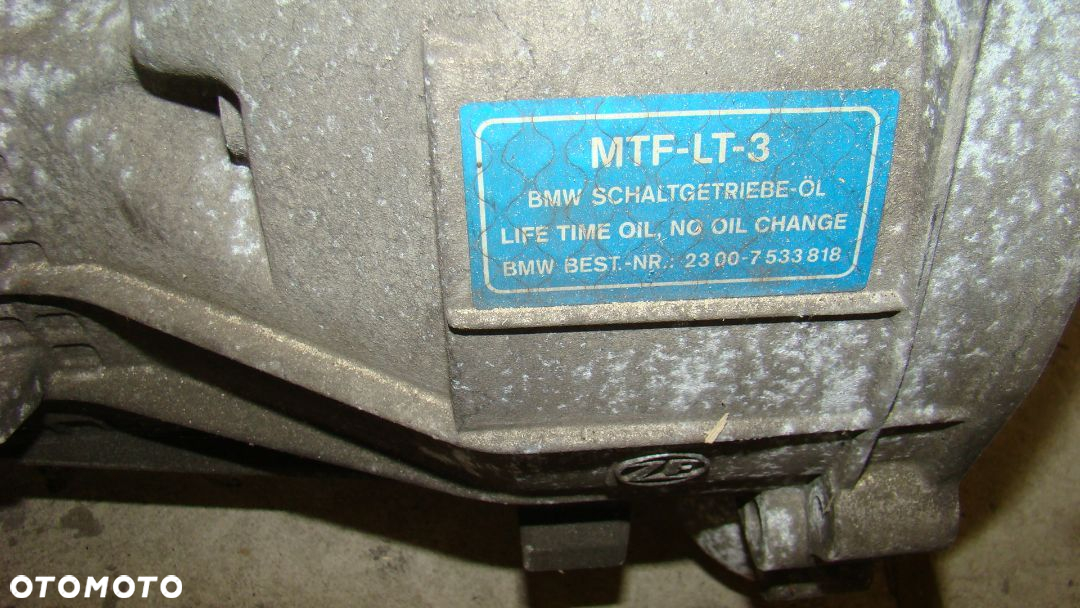 MTF-LT-3
BMW SCHALTGETRIEBE-ÖL
LIFE TIME OIL, NO OIL CHANGE
BMW BEST.-NR.: 23 00-7 533 818
ZF
OTOMOTO